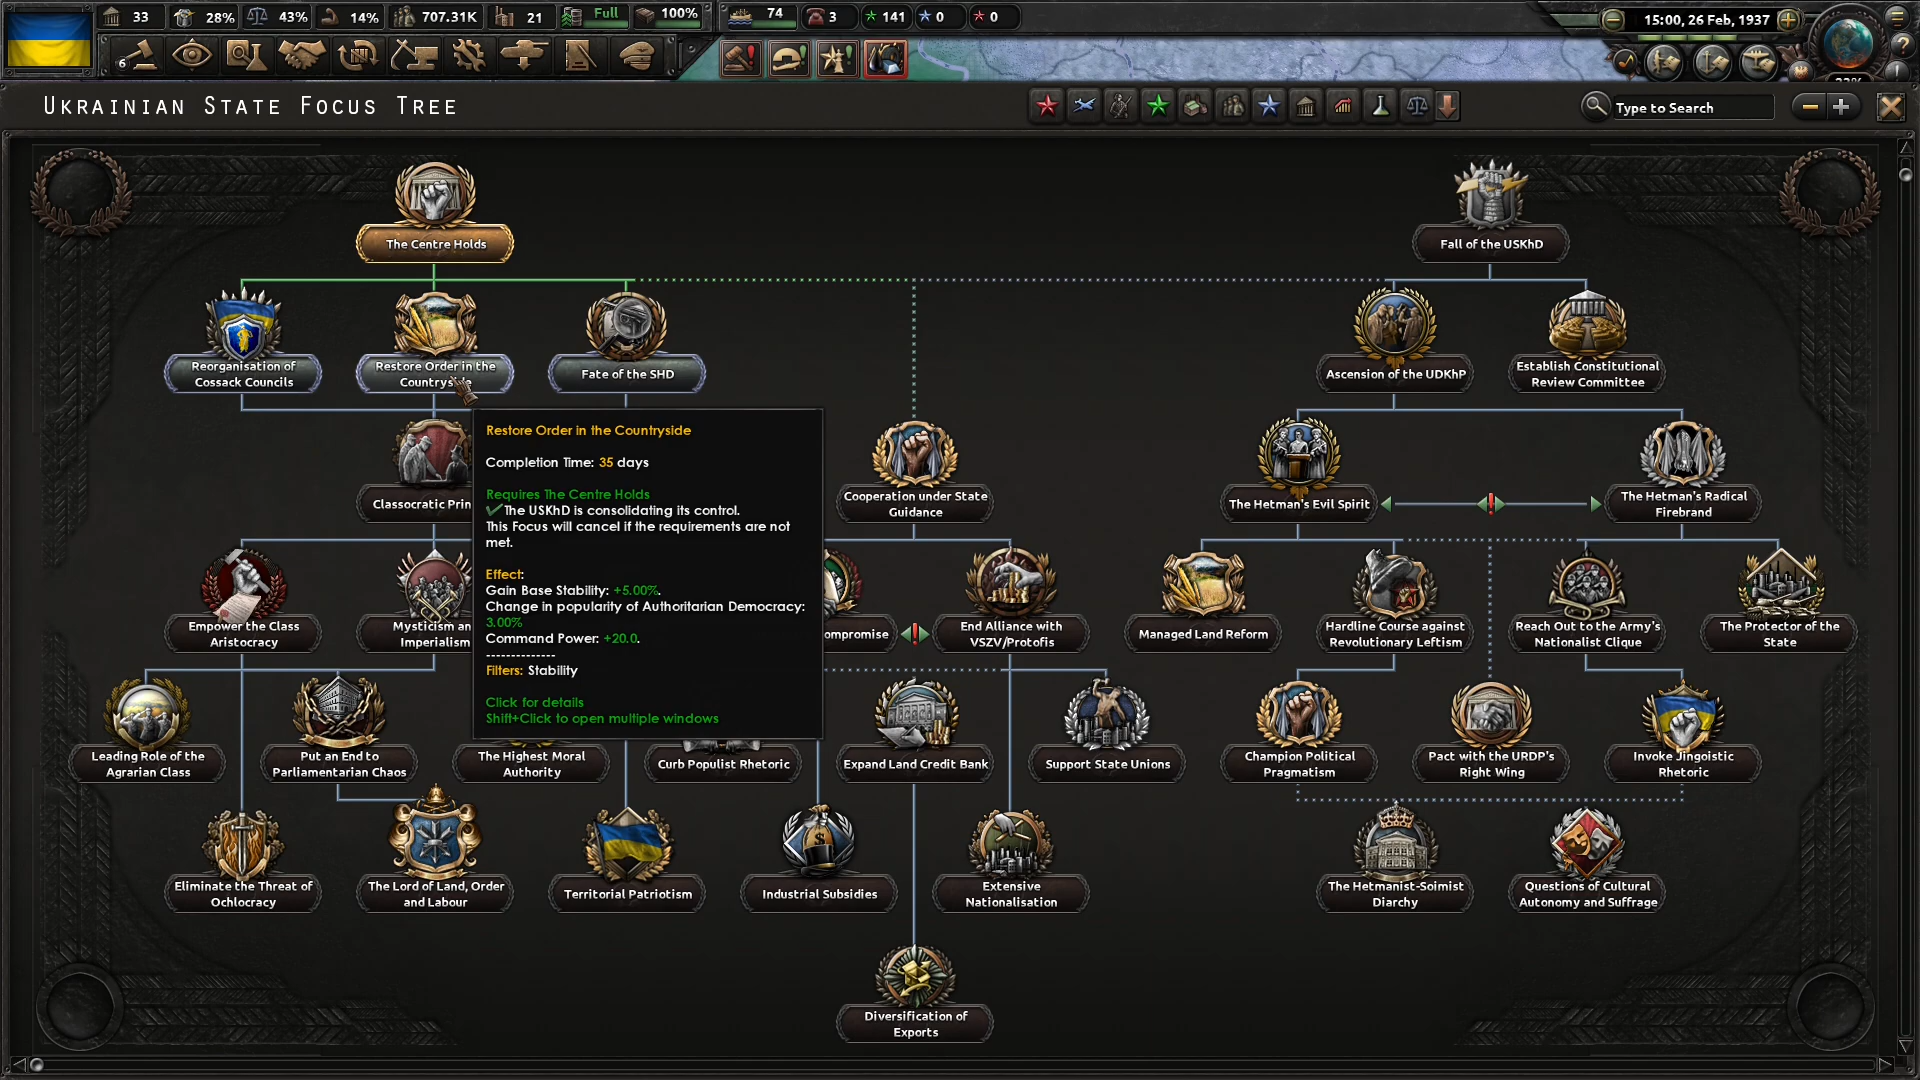 33
28%
43%
14%
707.31K
21
Full
100%
74
3
141
0
0
15:00, 26 Feb, 1937
6
Ukrainian State Focus Tree
Type to Search
The Centre Holds
Fall of the USKhD
Reorganisation of
Cossack Councils
Restore Order in the
Countryside
Fate of the SHD
Ascension of the UDKhP
Establish Constitutional
Review Committee
Restore Order in the Countryside
Completion Time: 35 days
Requires The Centre Holds
The USKhD is consolidating its control.
This Focus will cancel if the requirements are not
met.
Effect:
Gain Base Stability: +5.00%.
Change in popularity of Authoritarian Democracy:
3.00%
Command Power: +20.0.
--------------
Filters: Stability
Click for details
Shift+Click to open multiple windows
Classocratic Prin
Cooperation under State
Guidance
The Hetman's Evil Spirit
The Hetman's Radical
Firebrand
Empower the Class
Aristocracy
Mysticism an
Imperialism
ompromise
End Alliance with
VSZV/Protofis
Managed Land Reform
Hardline Course against
Revolutionary Leftism
Reach Out to the Army's
Nationalist Clique
The Protector of the
State
Leading Role of the
Agrarian Class
Put an End to
Parliamentarian Chaos
The Highest Moral
Authority
Curb Populist Rhetoric
Expand Land Credit Bank
Support State Unions
Champion Political
Pragmatism
Pact with the URDP's
Right Wing
Invoke Jingoistic
Rhetoric
Eliminate the Threat of
Ochlocracy
The Lord of Land, Order
and Labour
Territorial Patriotism
Industrial Subsidies
Extensive
Nationalisation
The Hetmanist-Soimist
Diarchy
Questions of Cultural
Autonomy and Suffrage
Diversification of
Exports